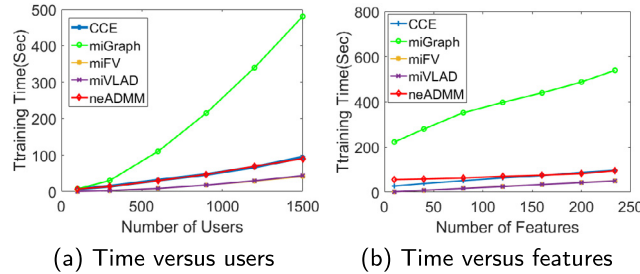 500
400
300
200
100
0
0
500
1000
1500
Ttraining Time(Sec)
Number of Users
CCE
miGraph
miFV
miVLAD
neADMM
(a) Time versus users
800
600
400
200
0
0
50
100
150
200
250
Ttraining Time(Sec)
Number of Features
CCE
miGraph
miFV
miVLAD
neADMM
(b) Time versus features